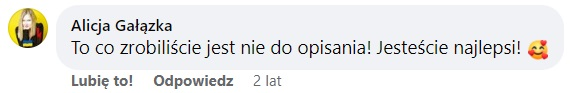 Alicja Gałązka
To co zrobiliście jest nie do opisania! Jesteście najlepsi! 🥰
Lubię to! Odpowiedz 2 lat